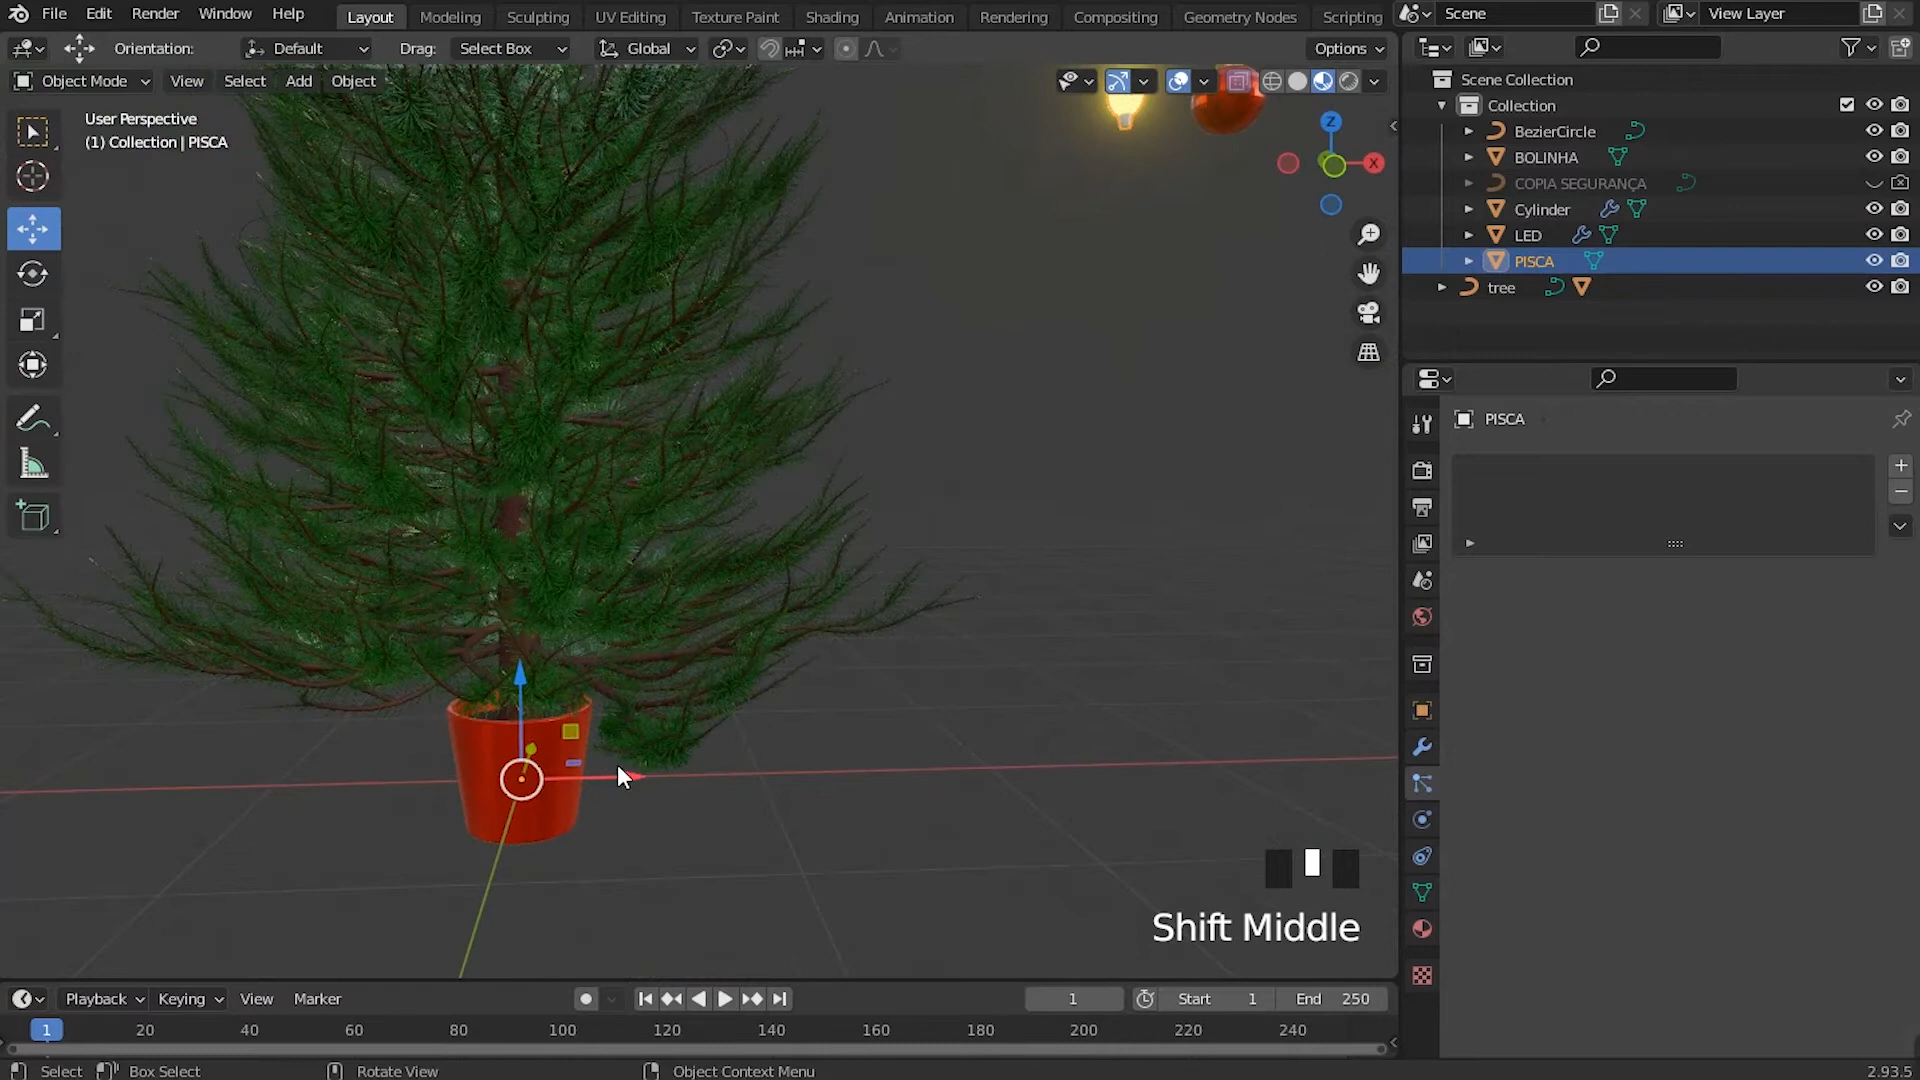 File Edit Render Window Help Layout Modeling Sculpting UV Editing Texture Paint Shading Animation Rendering Compositing Geometry Nodes Scripting Scene View Layer
Orientation: Default Drag: Select Box Global Options
Object Mode View Select Add Object
User Perspective
(1) Collection | PISCA
Z
X
Scene Collection
Collection
BezierCircle
BOLINHA
COPIA SEGURANÇA
Cylinder
LED
PISCA
tree
PISCA
Shift Middle
Playback Keying View Marker 1 Start 1 End 250
1 20 40 60 80 100 120 140 160 180 200 220 240
Select Box Select Rotate View Object Context Menu 2.93.5